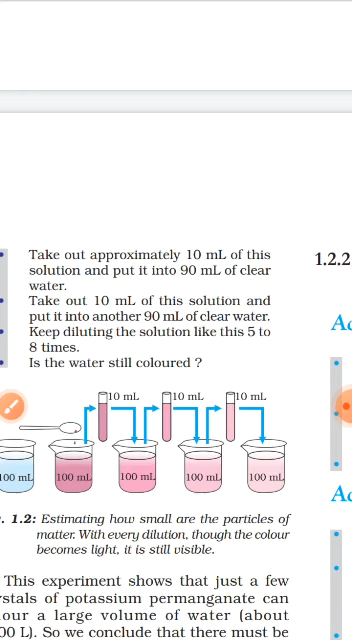 Take out approximately 10 mL of this
solution and put it into 90 mL of clear
water.
Take out 10 mL of this solution and
put it into another 90 mL of clear water.
Keep diluting the solution like this 5 to
8 times.
Is the water still coloured ?
10 mL 10 mL 10 mL
100 mL 100 mL 100 mL 100 mL 100 mL
. 1.2: Estimating how small are the particles of
matter. With every dilution, though the colour
becomes light, it is still visible.
This experiment shows that just a few
stals of potassium permanganate can
our a large volume of water (about
00 L). So we conclude that there must be
1.2.2